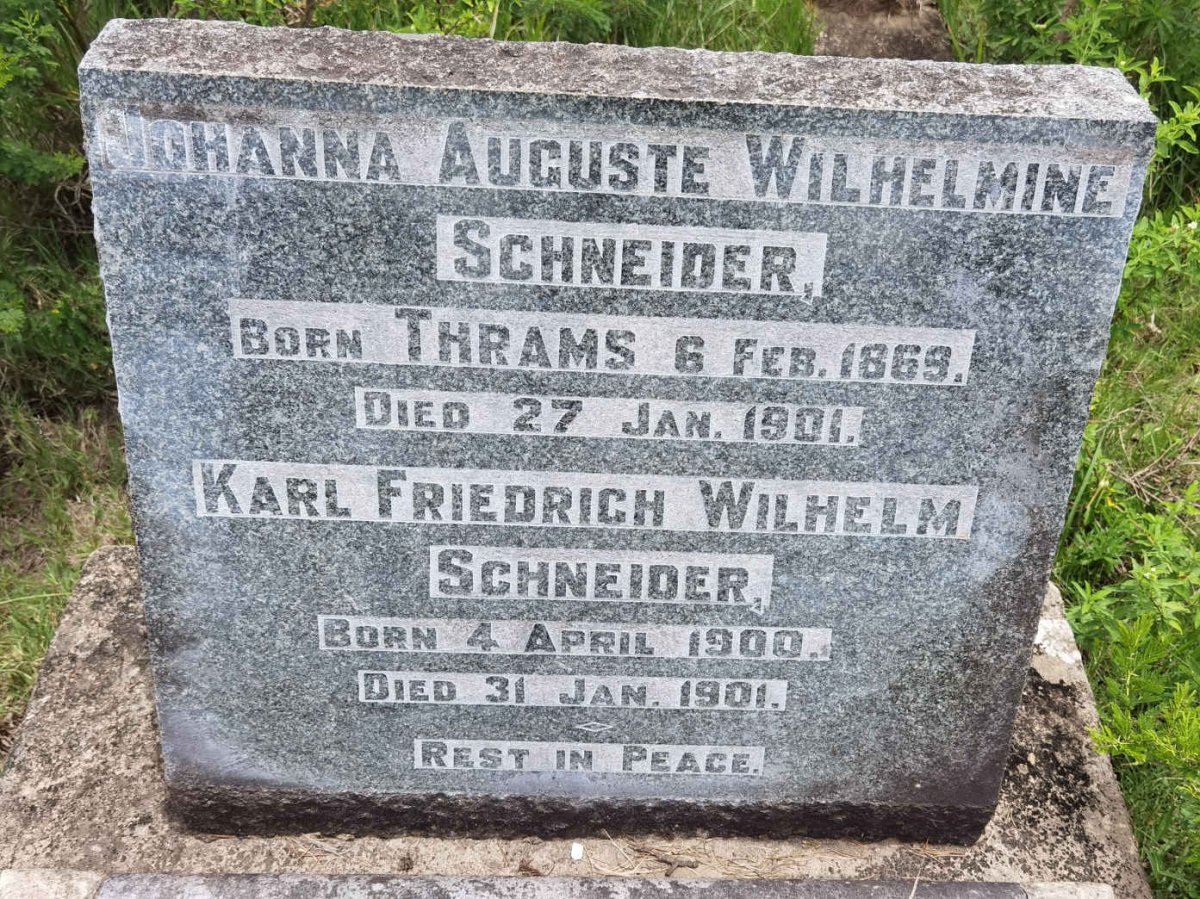 JOHANNA AUGUSTE WILHELMINE
SCHNEIDER,
BORN THRAMS 6 FEB. 1869.
DIED 27 JAN. 1901.
KARL FRIEDRICH WILHELM
SCHNEIDER,
BORN 4 APRIL 1900.
DIED 31 JAN. 1901.
REST IN PEACE.